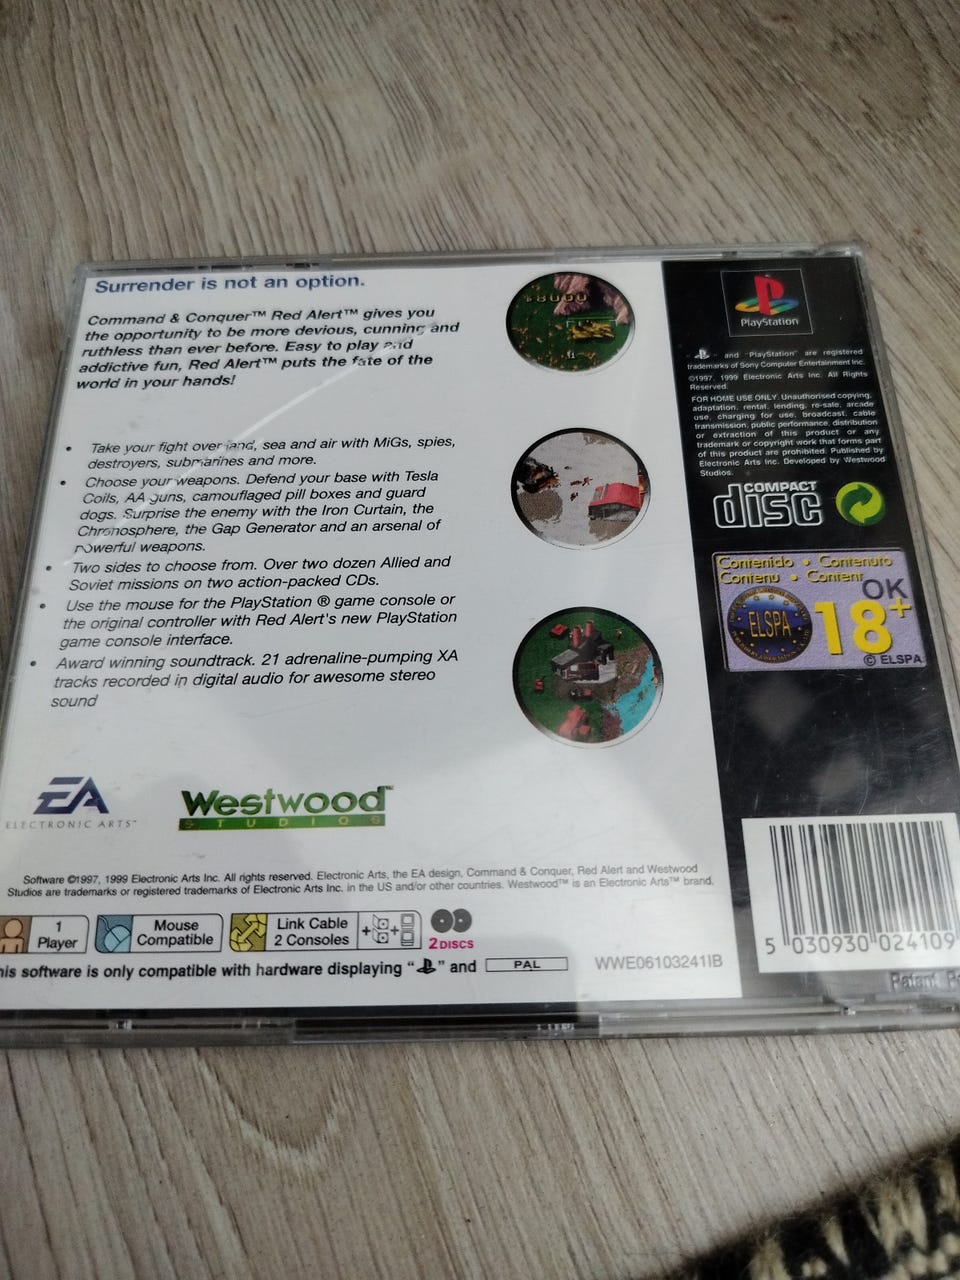 Surrender is not an option.
Command & Conquer™ Red Alert™ gives you
the opportunity to be more devious, cunning and
ruthless than ever before. Easy to play and
addictive fun, Red Alert™ puts the fate of the
world in your hands!
• Take your fight over land, sea and air with MiGs, spies,
destroyers, submarines and more.
• Choose your weapons. Defend your base with Tesla
Coils, AA guns, camouflaged pill boxes and guard
dogs. Surprise the enemy with the Iron Curtain, the
Chronosphere, the Gap Generator and an arsenal of
powerful weapons.
• Two sides to choose from. Over two dozen Allied and
Soviet missions on two action-packed CDs.
• Use the mouse for the PlayStation ® game console or
the original controller with Red Alert's new PlayStation
game console interface.
• Award winning soundtrack. 21 adrenaline-pumping XA
tracks recorded in digital audio for awesome stereo
sound
EA
ELECTRONIC ARTS™
Westwood™
STUDIOS
Software ©1997, 1999 Electronic Arts Inc. All rights reserved. Electronic Arts, the EA design, Command & Conquer, Red Alert and Westwood
Studios are trademarks or registered trademarks of Electronic Arts Inc. in the US and/or other countries. Westwood™ is an Electronic Arts™ brand.
1
Player
Mouse
Compatible
Link Cable
2 Consoles
2 DISCS
his software is only compatible with hardware displaying " " and PAL
WWE06103241IB
PlayStation
" " and "PlayStation" are registered
trademarks of Sony Computer Entertainment Inc.
©1997, 1999 Electronic Arts Inc. All Rights
Reserved.
FOR HOME USE ONLY. Unauthorised copying,
adaptation, rental, lending, re-sale, arcade
use, charging for use, broadcast, cable
transmission, public performance, distribution
or extraction of this product or any
trademark or copyright work that forms part
of this product are prohibited. Published by
Electronic Arts Inc. Developed by Westwood
Studios.
COMPACT
disc
Contenido • Contenuto
Contenu • Content
OK
ELSPA
18+
© ELSPA
5 030930 024109
Patent